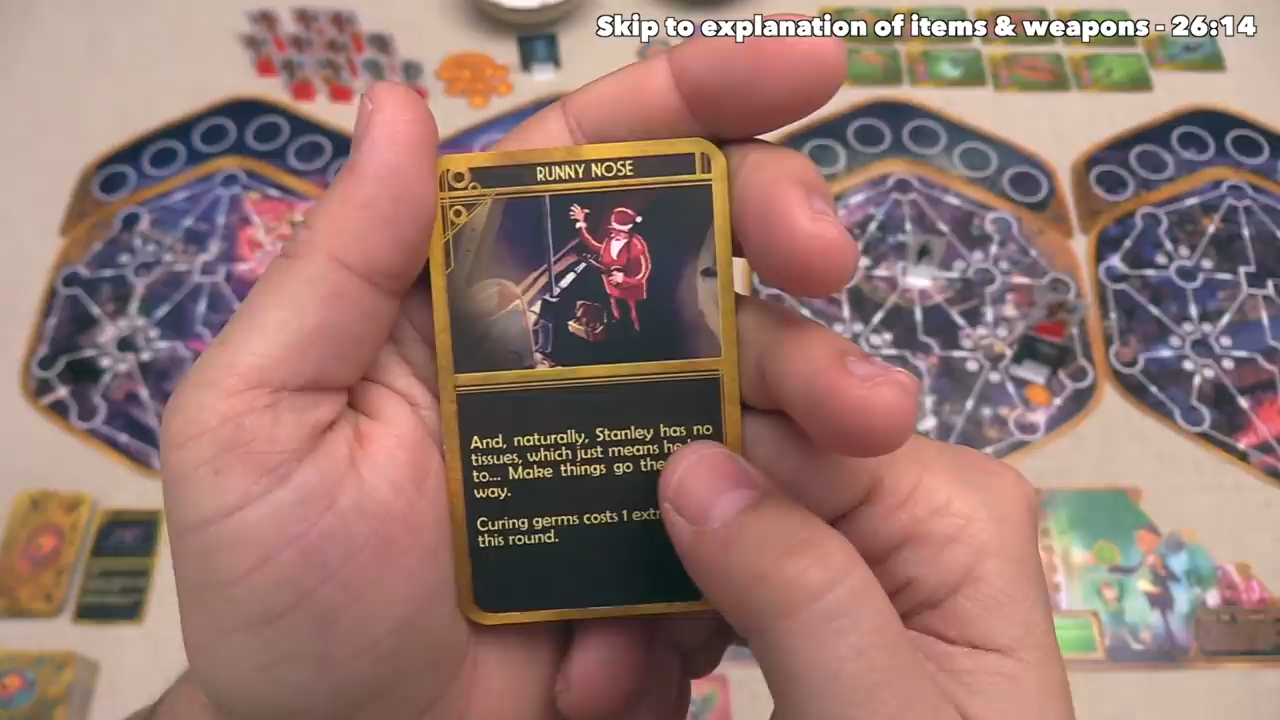 Skip to explanation of items & weapons - 26:14
RUNNY NOSE
And, naturally, Stanley has no
tissues, which just means he
to... Make things go
way.
Curing germs costs 1
this round.